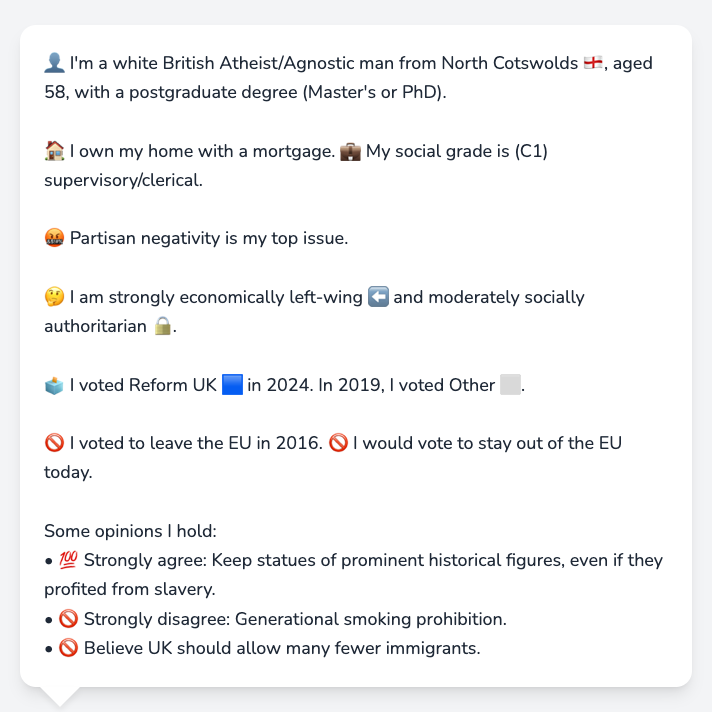 👤 I'm a white British Atheist/Agnostic man from North Cotswolds 🏴󠁧󠁢󠁥󠁮󠁧󠁿, aged
58, with a postgraduate degree (Master's or PhD).
🏠 I own my home with a mortgage. 💼 My social grade is (C1)
supervisory/clerical.
🤬 Partisan negativity is my top issue.
🤔 I am strongly economically left-wing ⬅️ and moderately socially
authoritarian 🔒.
🗳️ I voted Reform UK 🟦 in 2024. In 2019, I voted Other ⬜.
🚫 I voted to leave the EU in 2016. 🚫 I would vote to stay out of the EU
today.
Some opinions I hold:
• 💯 Strongly agree: Keep statues of prominent historical figures, even if they
profited from slavery.
• 🚫 Strongly disagree: Generational smoking prohibition.
• 🚫 Believe UK should allow many fewer immigrants.